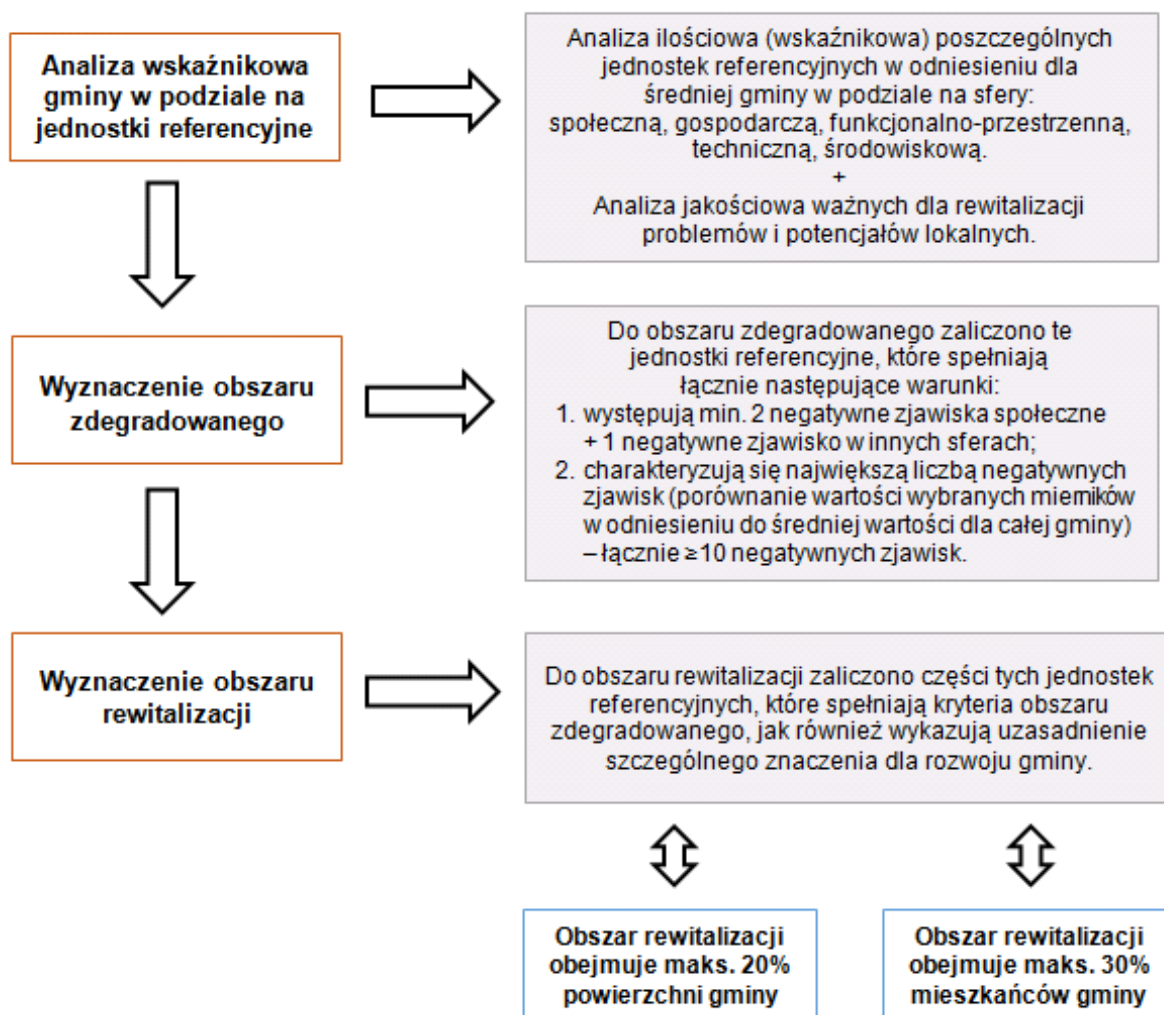 Analiza wskaźnikowa
gminy w podziale na
jednostki referencyjne
Analiza ilościowa (wskaźnikowa) poszczególnych
jednostek referencyjnych w odniesieniu dla
średniej gminy w podziale na sfery:
społeczną, gospodarczą, funkcjonalno-przestrzenną,
techniczną, środowiskową.
+
Analiza jakościowa ważnych dla rewitalizacji
problemów i potencjałów lokalnych.
Wyznaczenie obszaru
zdegradowanego
Do obszaru zdegradowanego zaliczono te
jednostki referencyjne, które spełniają
łącznie następujące warunki:
1. występują min. 2 negatywne zjawiska społeczne
+ 1 negatywne zjawisko w innych sferach;
2. charakteryzują się największą liczbą negatywnych
zjawisk (porównanie wartości wybranych mierników
w odniesieniu do średniej wartości dla całej gminy)
– łącznie ≥10 negatywnych zjawisk.
Wyznaczenie obszaru
rewitalizacji
Do obszaru rewitalizacji zaliczono części tych jednostek
referencyjnych, które spełniają kryteria obszaru
zdegradowanego, jak również wykazują uzasadnienie
szczególnego znaczenia dla rozwoju gminy.
Obszar rewitalizacji
obejmuje maks. 20%
powierzchni gminy
Obszar rewitalizacji
obejmuje maks. 30%
mieszkańców gminy